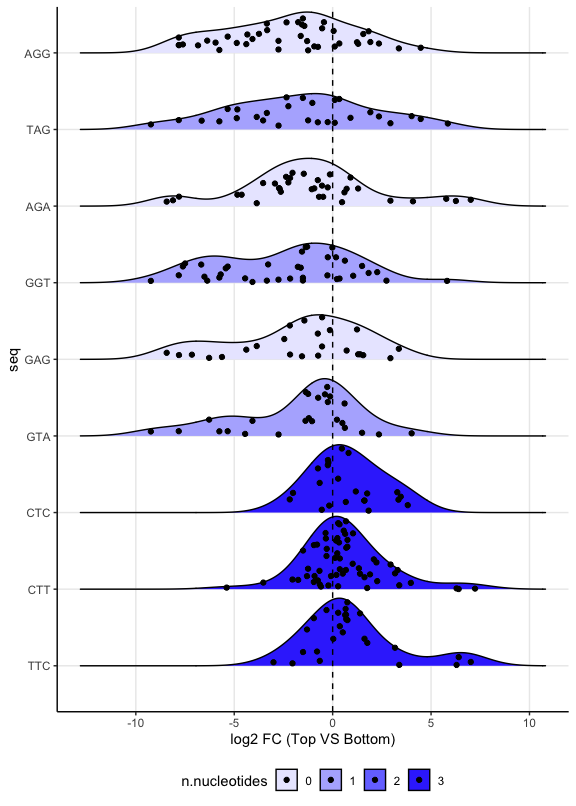 AGG
TAG
AGA
GGT
GAG
GTA
CTC
CTT
TTC
seq
-10 -5 0 5 10
log2 FC (Top VS Bottom)
n.nucleotides 0 1 2 3